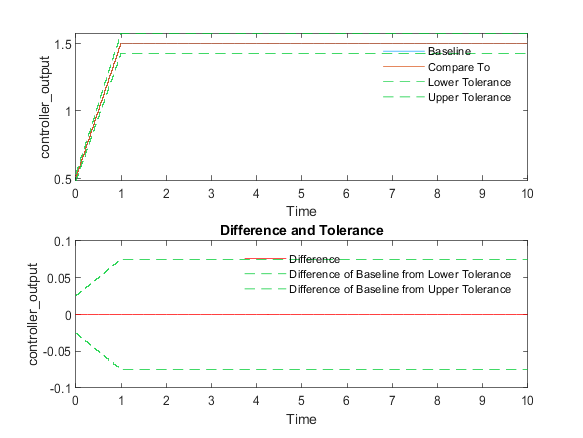 1.5
1
0.5
controller_output
Baseline
Compare To
Lower Tolerance
Upper Tolerance
0 1 2 3 4 5 6 7 8 9 10
Time
Difference and Tolerance
0.1
0.05
0
-0.05
-0.1
controller_output
Difference
Difference of Baseline from Lower Tolerance
Difference of Baseline from Upper Tolerance
0 1 2 3 4 5 6 7 8 9 10
Time